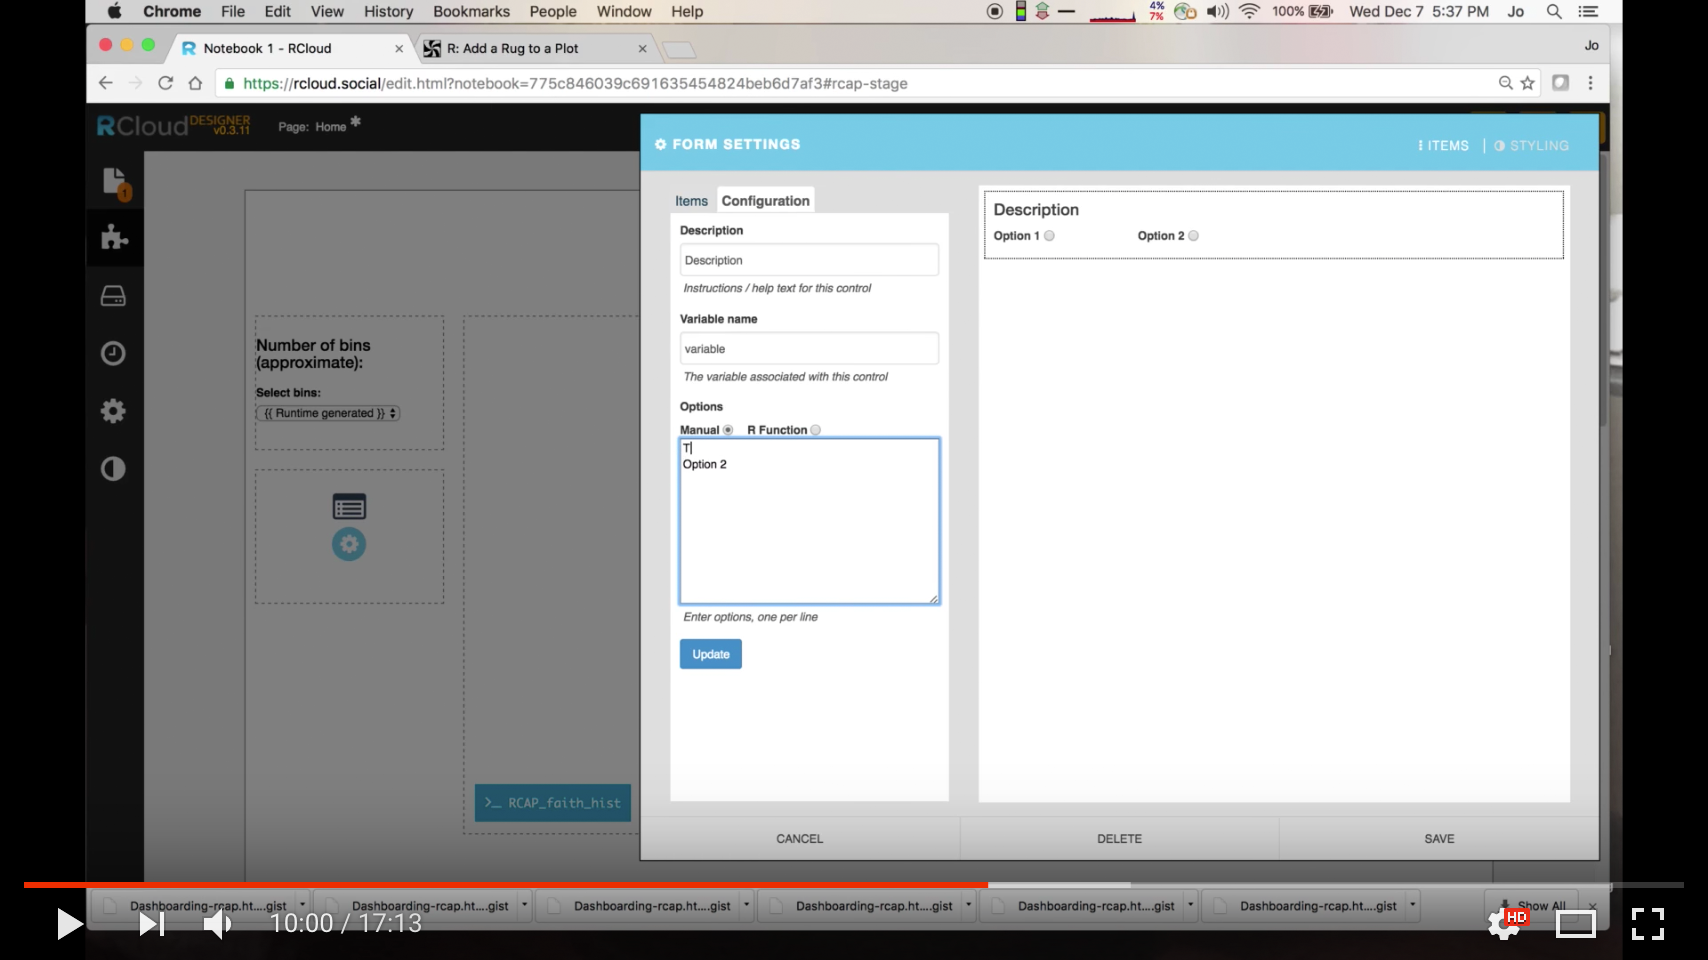 Chrome File Edit View History Bookmarks People Window Help 4% 7% 100% Wed Dec 7 5:37 PM Jo
R Notebook 1 - RCloud × R: Add a Rug to a Plot × Jo
https://rcloud.social/edit.html?notebook=775c846039c691635454824beb6d7af3#rcap-stage
RCloud DESIGNER v0.3.11 Page: Home *
1
FORM SETTINGS
ITEMS | STYLING
Items Configuration
Description
Description
Instructions / help text for this control
Variable name
variable
The variable associated with this control
Options
Manual R Function
T
Option 2
Enter options, one per line
Update
Description
Option 1 Option 2
CANCEL DELETE SAVE
Number of bins
(approximate):
Select bins:
{{ Runtime generated }}
>_ RCAP_faith_hist
Dashboarding-rcap.ht....gist Dashboarding-rcap.ht....gist Dashboarding-rcap.ht....gist Dashboarding-rcap.ht....gist Dashboarding-rcap.ht....gist Dashboarding-rcap.ht....gist Show All ×
10:00 / 17:13 HD